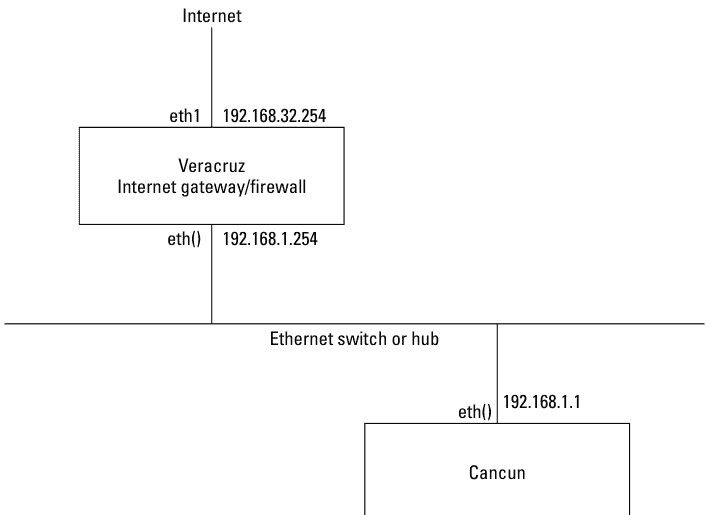 Internet
eth1 192.168.32.254
Veracruz
Internet gateway/firewall
eth() 192.168.1.254
Ethernet switch or hub
192.168.1.1
eth()
Cancun